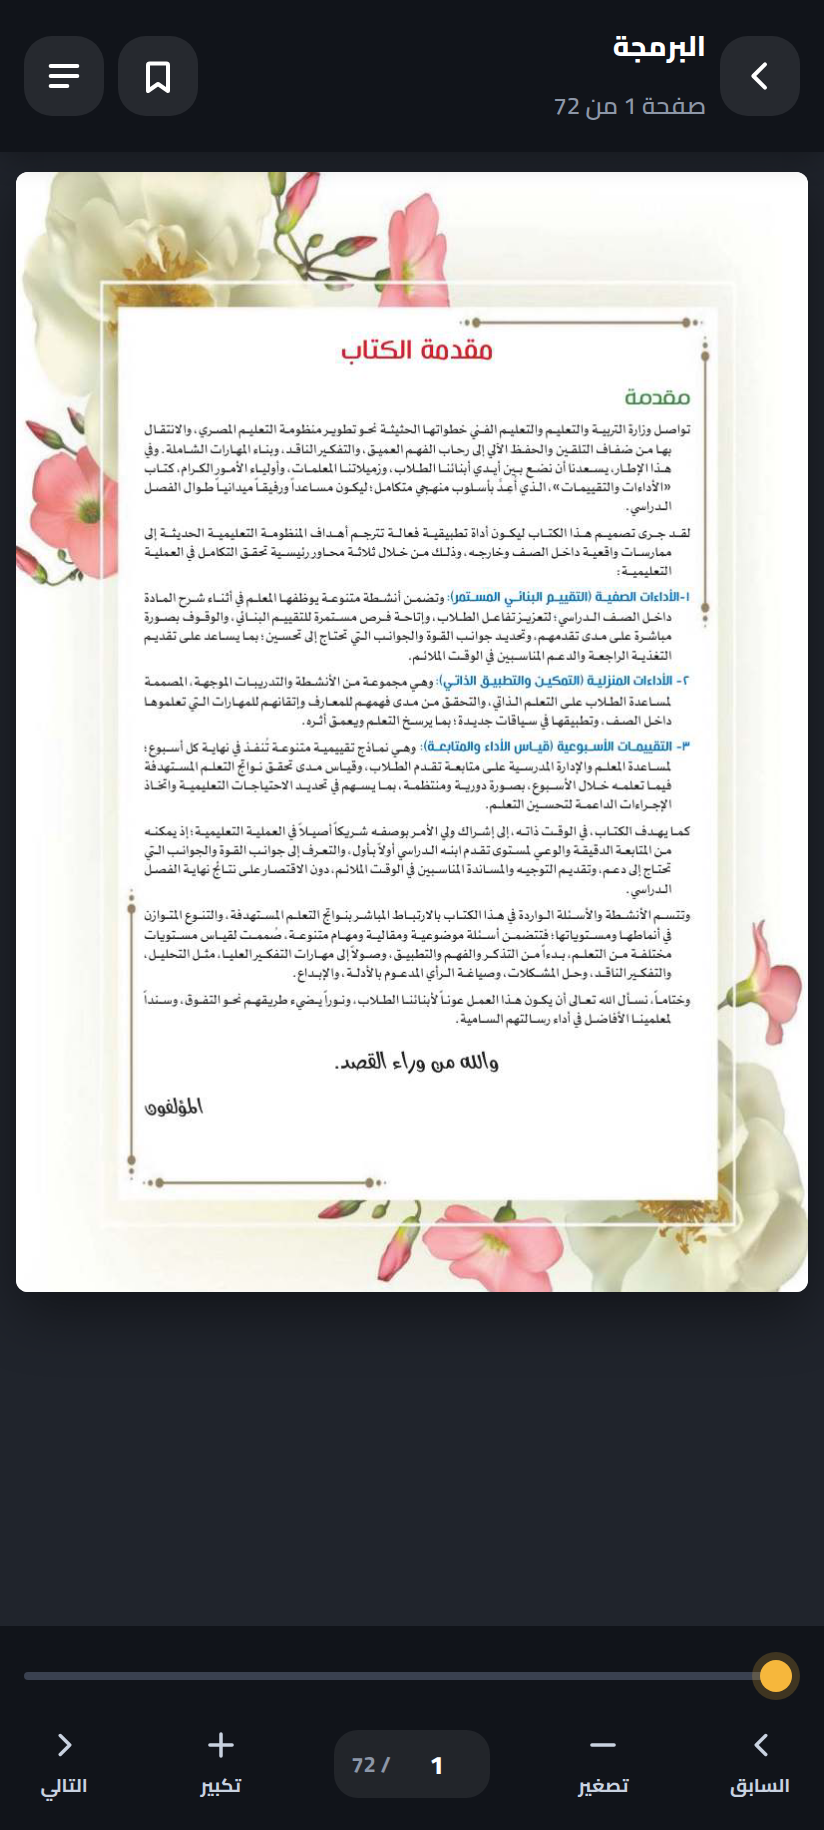 البرمجة
صفحة 1 من 72
مقدمة الكتاب
مقدمة
تواصل وزارة التربية والتعليم والتعليم الفني خطواتها الحثيثة نحو تطوير منظومة التعليم المصري، والانتقال
بها من ضفاف التلقين والحفظ الآلي إلى رحاب الفهم العميق، والتفكير الناقد، وبناء المهارات الشاملة. وفي
هذا الإطار، يسعدنا أن نضع بين أيدي أبنائنا الطلاب، وزميلاتنا المعلمات، وأولياء الأمور الكرام، كتاب
«الأداءات والتقييمات»، الذي أُعِدَّ بأسلوب منهجي متكامل؛ ليكون مساعداً ورفيقاً ميدانياً طوال الفصل
الدراسي.
لقد جرى تصميم هذا الكتاب ليكون أداة تطبيقية فعالة تترجم أهداف المنظومة التعليمية الحديثة إلى
ممارسات واقعية داخل الصف وخارجه، وذلك من خلال ثلاثة محاور رئيسية تحقق التكامل في العملية
التعليمية:
١-الأداءات الصفية (التقييم البنائي المستمر): وتضمن أنشطة متنوعة يوظفها المعلم في أثناء شرح المادة
داخل الصف الدراسي؛ لتعزيز تفاعل الطلاب، وإتاحة فرص مستمرة للتقييم البنائي، والوقوف بصورة
مباشرة على مدى تقدمهم، وتحديد جوانب القوة والجوانب التي تحتاج إلى تحسين؛ بما يساعد على تقديم
التغذية الراجعة والدعم المناسبين في الوقت الملائم.
٢- الأداءات المنزلية (التمكين والتطبيق الذاتي): وهي مجموعة من الأنشطة والتدريبات الموجهة، المصممة
لمساعدة الطلاب على التعلم الذاتي، والتحقق من مدى فهمهم للمعارف وإتقانهم للمهارات التي تعلموها
داخل الصف، وتطبيقها في سياقات جديدة؛ بما يرسخ التعلم ويعمق أثره.
٣- التقييمات الأسبوعية (قياس الأداء والمتابعة): وهي نماذج تقييمية متنوعة تُنفذ في نهاية كل أسبوع؛
لمساعدة المعلم والإدارة المدرسية على متابعة تقدم الطلاب، وقياس مدى تحقق نواتج التعلم المستهدفة
فيما تعلمه خلال الأسبوع، بصورة دورية ومنتظمة، بما يسهم في تحديد الاحتياجات التعليمية واتخاذ
الإجراءات الداعمة لتحسين التعلم.
كما يهدف الكتاب، في الوقت ذاته، إلى إشراك ولي الأمر بوصفه شريكاً أصيلاً في العملية التعليمية؛ إذ يمكنه
من المتابعة الدقيقة والوعي لمستوى تقدم ابنه الدراسي أولاً بأول، والتعرف إلى جوانب القوة والجوانب التي
تحتاج إلى دعم، وتقديم التوجيه والمساندة المناسبين في الوقت الملائم، دون الاقتصار على نتائج نهاية الفصل
الدراسي.
وتتسم الأنشطة والأسئلة الواردة في هذا الكتاب بالارتباط المباشر بنواتج التعلم المستهدفة، والتنوع المتوازن
في أنماطها ومستوياتها؛ فتتضمن أسئلة موضوعية ومقالية ومهام متنوعة، صُممت لقياس مستويات
مختلفة من التعلم، بدءاً من التذكر والفهم والتطبيق، وصولاً إلى مهارات التفكير العليا، مثل التحليل،
والتفكير الناقد، وحل المشكلات، وصياغة الرأي المدعوم بالأدلة، والإبداع.
وختاماً، نسأل الله تعالى أن يكون هذا العمل عوناً لأبنائنا الطلاب، ونوراً يضيء طريقهم نحو التفوق، وسنداً
لمعلمينا الأفاضل في أداء رسالتهم السامية.
والله من وراء القصد.
المؤلفون
السابق
تصغير
1 / 72
تكبير
التالي